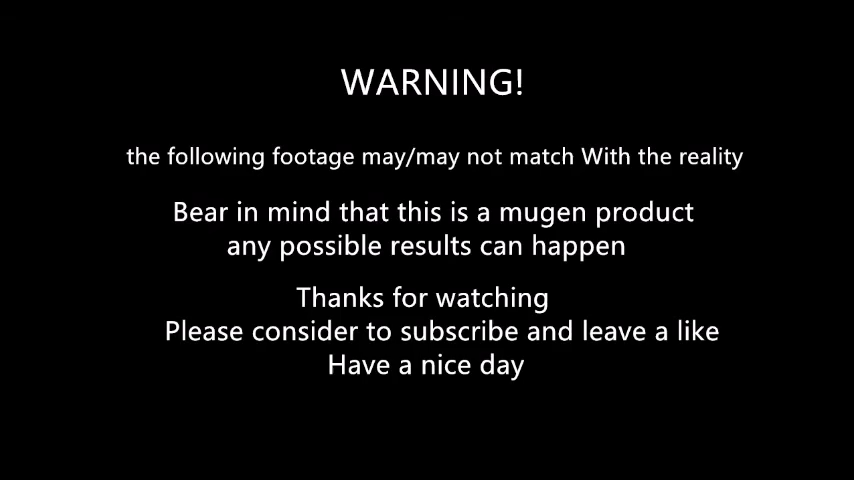 WARNING!
the following footage may/may not match With the reality
Bear in mind that this is a mugen product
any possible results can happen
Thanks for watching
Please consider to subscribe and leave a like
Have a nice day